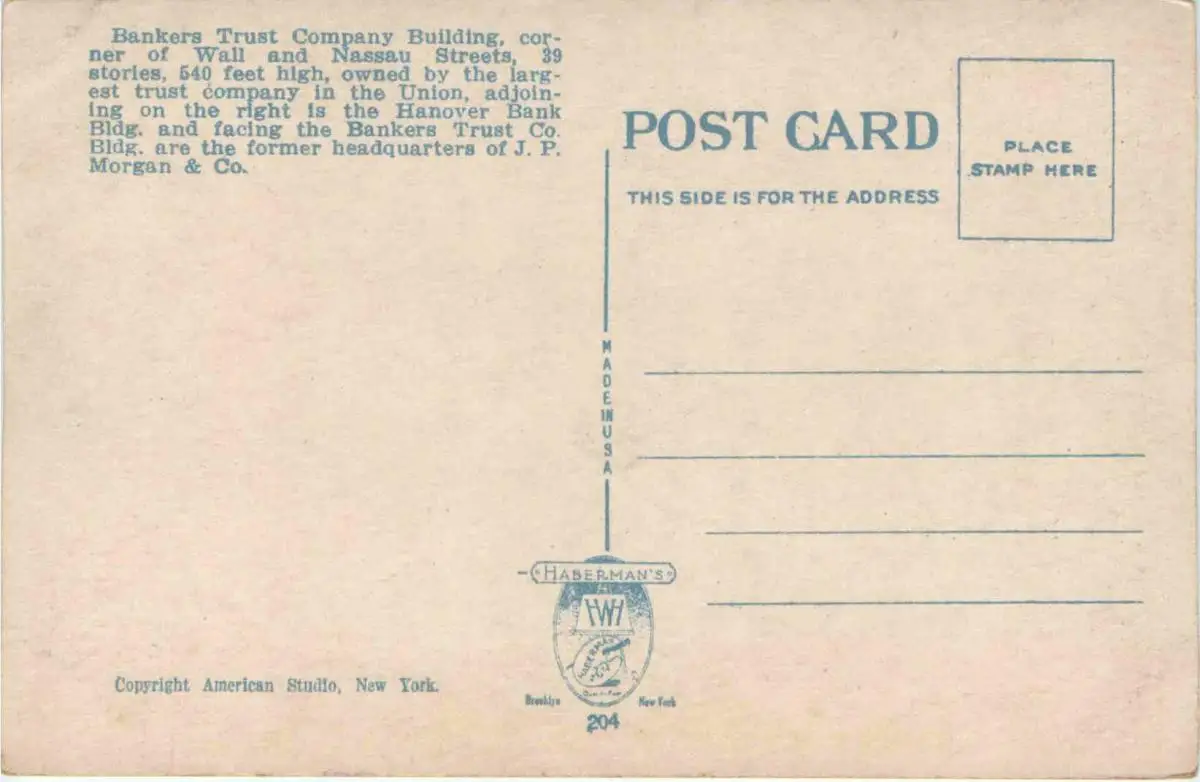 Bankers Trust Company Building, cor-
ner of Wall and Nassau Streets, 39
stories, 540 feet high, owned by the larg-
est trust company in the Union, adjoin-
ing on the right is the Hanover Bank
Bldg. and facing the Bankers Trust Co.
Bldg. are the former headquarters of J. P.
Morgan & Co.
POST CARD
THIS SIDE IS FOR THE ADDRESS
PLACE
STAMP HERE
MADE IN USA
HABERMAN'S
HWH
HABERMAN
Brooklyn New York
204
Copyright American Studio, New York.